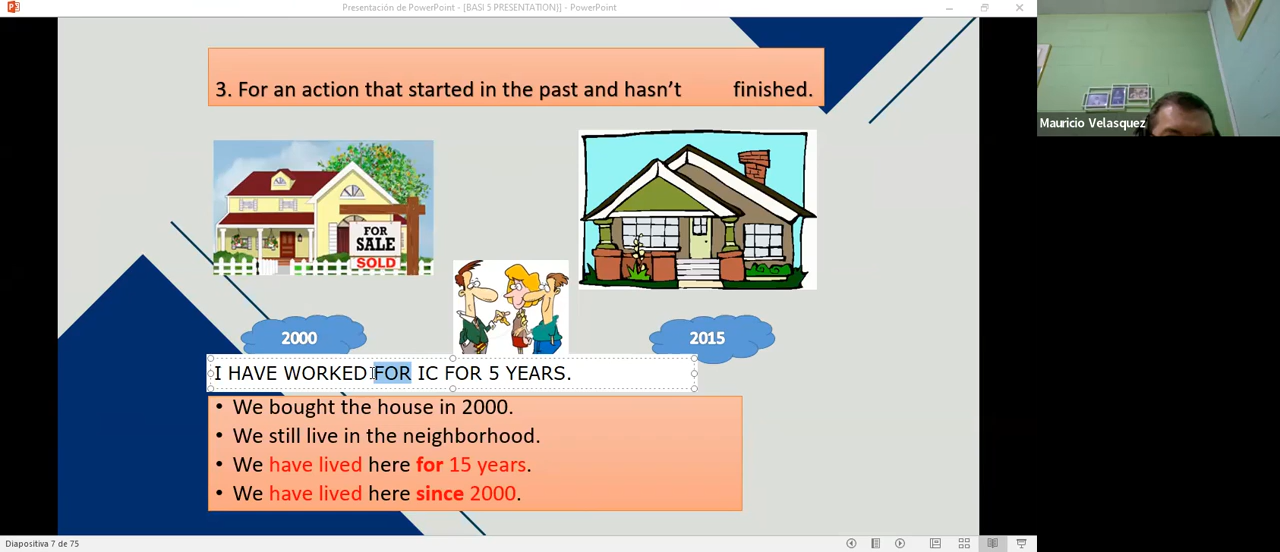 Presentación de PowerPoint - [BASI 5 PRESENTATION)] - PowerPoint
Mauricio Velasquez
3. For an action that started in the past and hasn't finished.
FOR
SALE
SOLD
2000
2015
I HAVE WORKED FOR IC FOR 5 YEARS.
• We bought the house in 2000.
• We still live in the neighborhood.
• We have lived here for 15 years.
• We have lived here since 2000.
Diapositiva 7 de 75